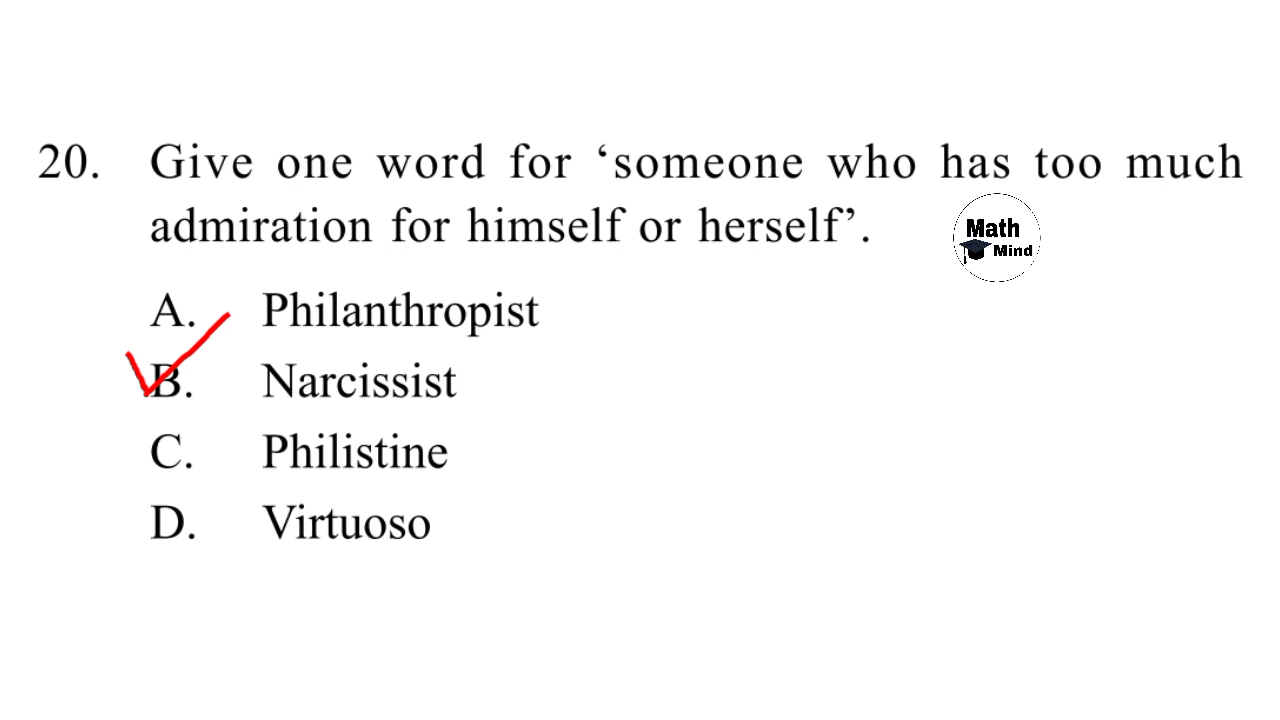 20. Give one word for ‘someone who has too much
admiration for himself or herself’.
Math
Mind
A. Philanthropist
B. Narcissist
C. Philistine
D. Virtuoso